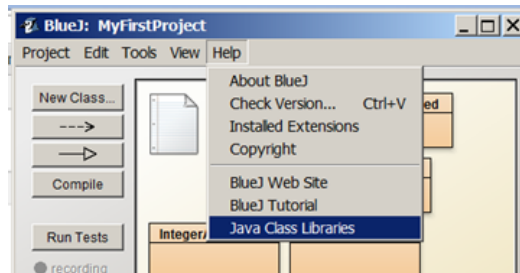 BlueJ: MyFirstProject
Project Edit Tools View Help
New Class...
Compile
Run Tests
recording
About BlueJ
Check Version... Ctrl+V
Installed Extensions
Copyright
BlueJ Web Site
BlueJ Tutorial
Java Class Libraries